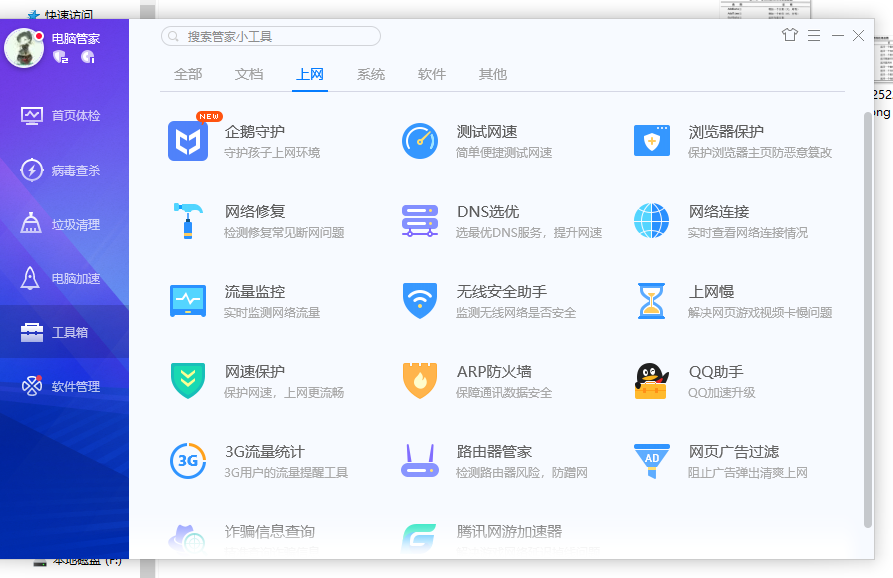 快速访问
电脑管家
搜索管家小工具
全部 文档 上网 系统 软件 其他
首页体检
病毒查杀
垃圾清理
电脑加速
工具箱
软件管理
NEW
企鹅守护
守护孩子上网环境
测试网速
简单便捷测试网速
浏览器保护
保护浏览器主页防恶意篡改
网络修复
检测修复常见断网问题
DNS选优
选最优DNS服务，提升网速
网络连接
实时查看网络连接情况
流量监控
实时监测网络流量
无线安全助手
监测无线网络是否安全
上网慢
解决网页游戏视频卡慢问题
网速保护
保护网速，上网更流畅
ARP防火墙
保障通讯数据安全
QQ助手
QQ加速升级
3G
3G流量统计
3G用户的流量提醒工具
路由器管家
检测路由器风险，防蹭网
AD
网页广告过滤
阻止广告弹出清爽上网
诈骗信息查询
腾讯网游加速器
本地磁盘 (F:)
252
ong